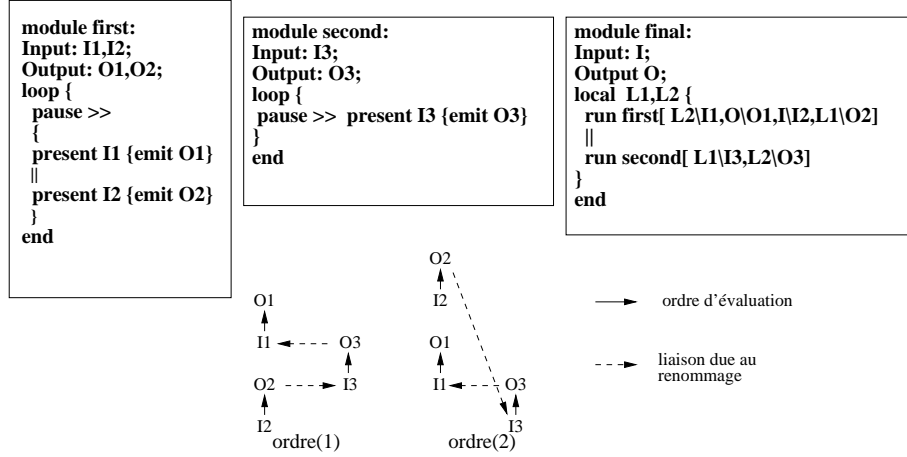 module first:
Input: I1,I2;
Output: O1,O2;
loop {
pause >>
{
present I1 {emit O1}
||
present I2 {emit O2}
}
end
module second:
Input: I3;
Output: O3;
loop {
pause >> present I3 {emit O3}
}
end
module final:
Input: I;
Output O;
local L1,L2 {
run first[ L2\I1,O\O1,I\I2,L1\O2]
||
run second[ L1\I3,L2\O3]
}
end
O1
I1
O3
O2
I3
I2
ordre(1)
O2
I2
O1
I1
O3
I3
ordre(2)
ordre d'évaluation
liaison due au
renommage